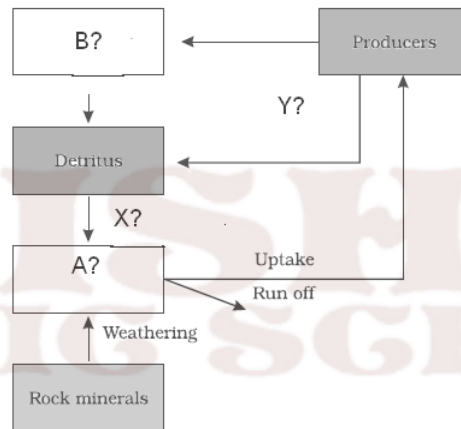 B?
Producers
Y?
Detritus
X?
A?
Uptake
Run off
Weathering
Rock minerals